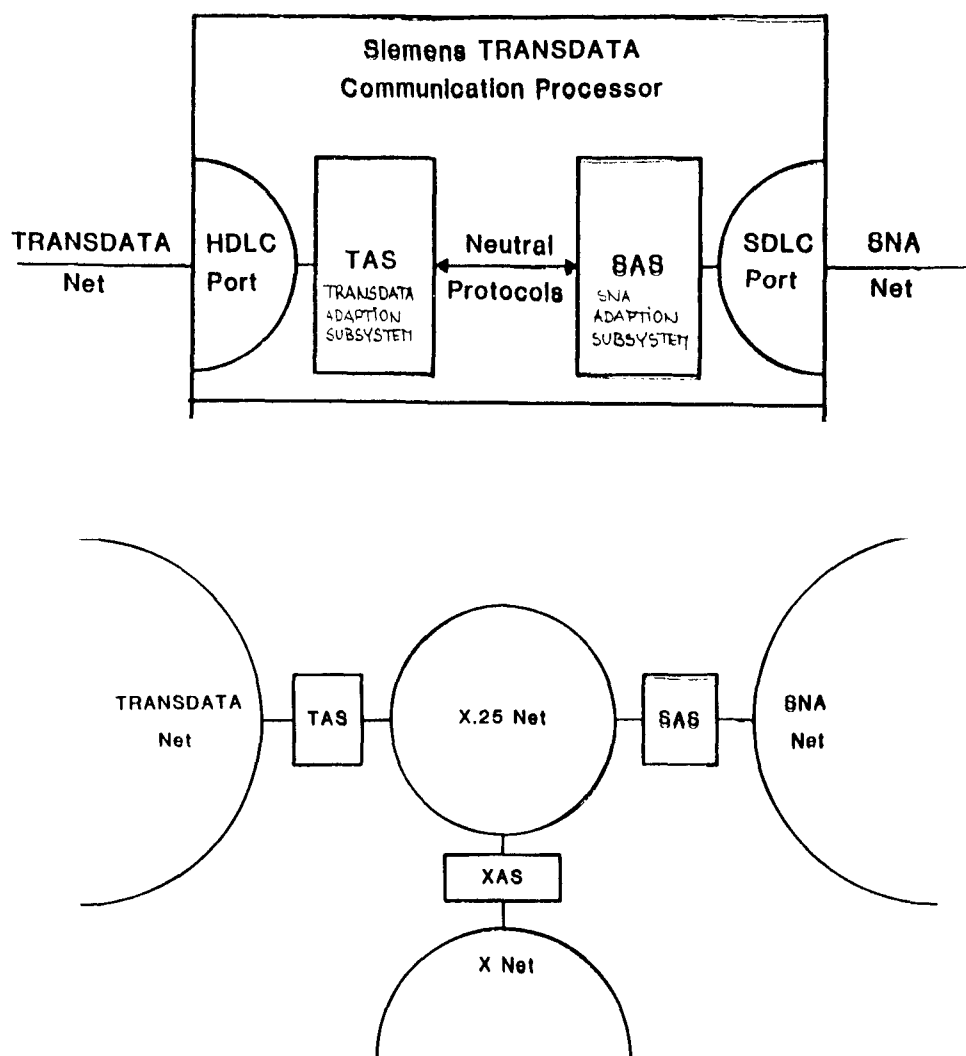 Siemens TRANSDATA
Communication Processor
TRANSDATA
Net
HDLC
Port
TAS
TRANSDATA
ADAPTION
SUBSYSTEM
Neutral
Protocols
SAS
SNA
ADAPTION
SUBSYSTEM
SDLC
Port
SNA
Net
TRANSDATA
Net
TAS
X.25 Net
SAS
SNA
Net
XAS
X Net